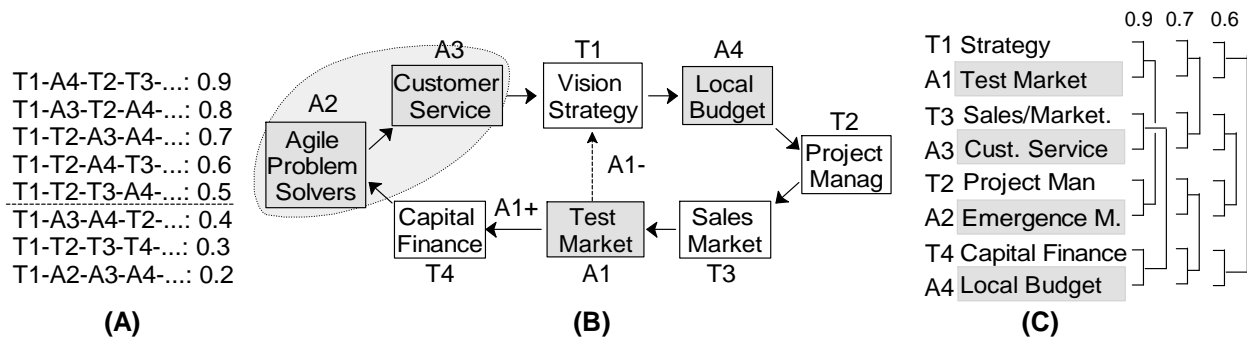 T1-A4-T2-T3-...: 0.9
T1-A3-T2-A4-...: 0.8
T1-T2-A3-A4-...: 0.7
T1-T2-A4-T3-...: 0.6
T1-T2-T3-A4-...: 0.5
T1-A3-A4-T2-...: 0.4
T1-T2-T3-T4-...: 0.3
T1-A2-A3-A4-...: 0.2
(A)
A3
Customer
Service
A2
Agile
Problem
Solvers
T1
Vision
Strategy
A4
Local
Budget
T2
Project
Manag
A1-
A1+
Capital
Finance
T4
Test
Market
A1
Sales
Market
T3
(B)
0.9 0.7 0.6
T1 Strategy
A1 Test Market
T3 Sales/Market.
A3 Cust. Service
T2 Project Man
A2 Emergence M.
T4 Capital Finance
A4 Local Budget
(C)